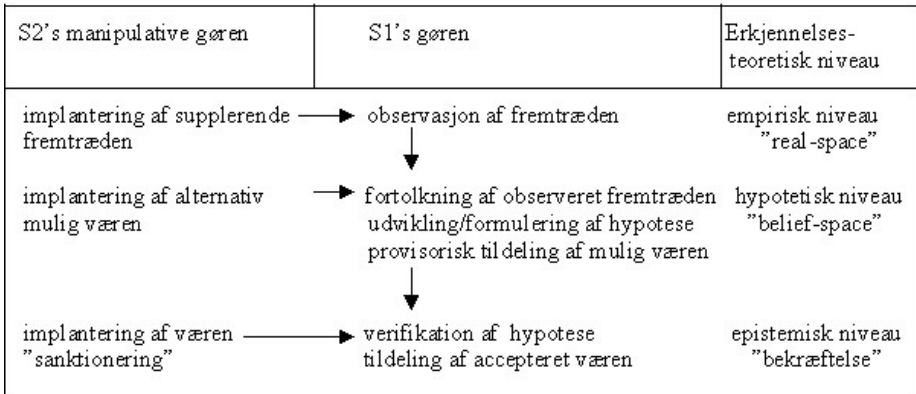 S2's manipulative gøren
S1's gøren
Erkjennelses-
teoretisk niveau
implantering af supplerende
fremtræden
observasjon af fremtræden
empirisk niveau
"real-space"
implantering af alternativ
mulig væren
fortolkning af observeret fremtræden
udvikling/formulering af hypotese
provisorisk tildeling af mulig væren
hypotetisk niveau
"belief-space"
implantering af væren
"sanktionering"
verifikation af hypotese
tildeling af accepteret væren
epistemisk niveau
"bekræftelse"